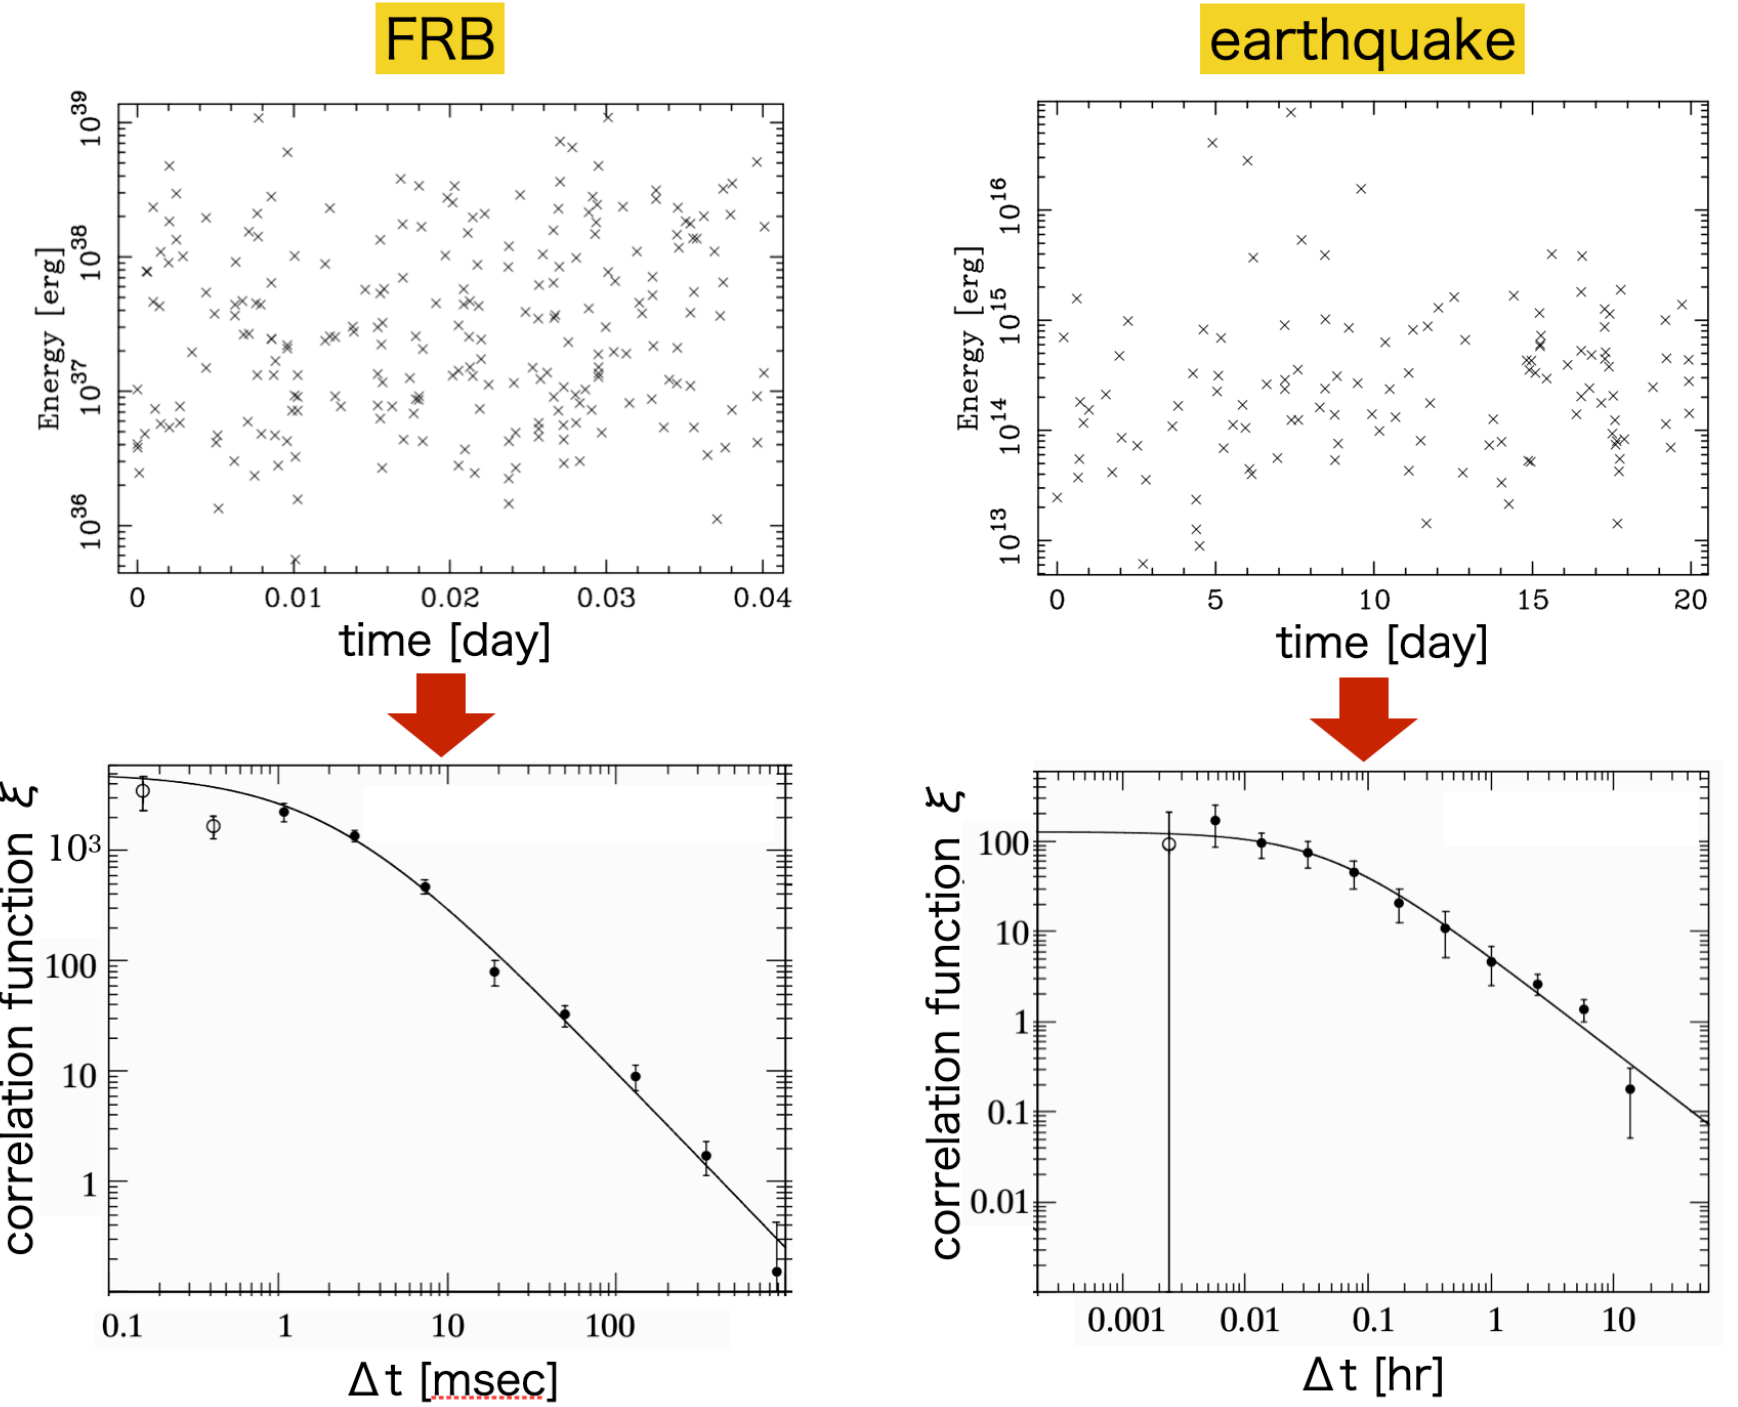 FRB
earthquake
Energy [erg]
10^39
10^38
10^37
10^36
0 0.01 0.02 0.03 0.04
time [day]
Energy [erg]
10^16
10^15
10^14
10^13
0 5 10 15 20
time [day]
correlation function ξ
10^3
100
10
1
0.1 1 10 100
Δt [msec]
correlation function ξ
100
10
1
0.1
0.01
0.001 0.01 0.1 1 10
Δt [hr]